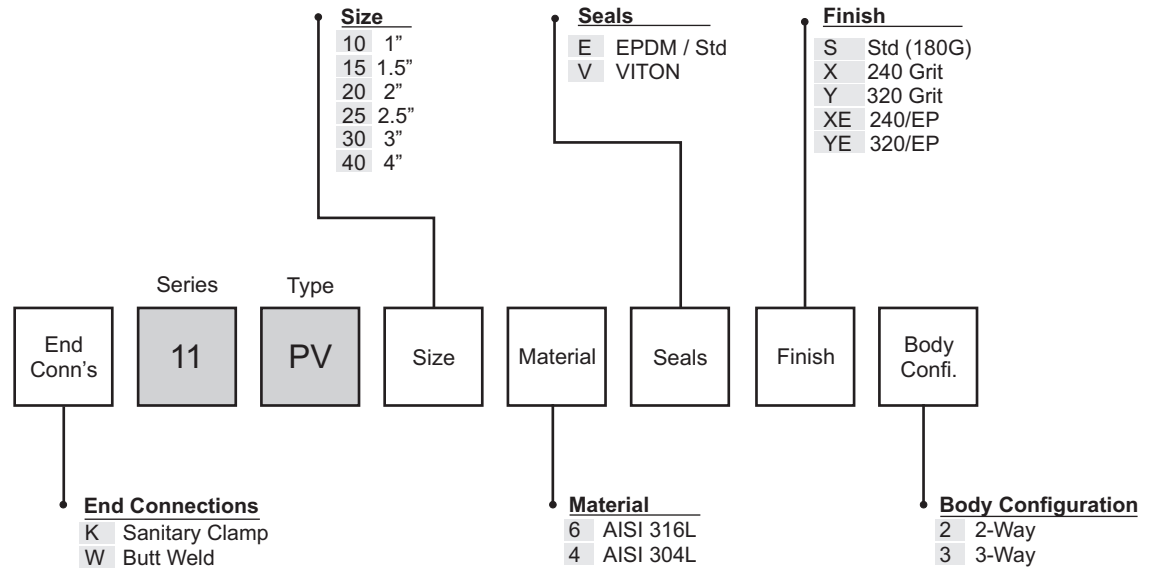 Size
10 1”
15 1.5”
20 2”
25 2.5”
30 3”
40 4”
Seals
E EPDM / Std
V VITON
Finish
S Std (180G)
X 240 Grit
Y 320 Grit
XE 240/EP
YE 320/EP
Series
Type
End
Conn’s
11
PV
Size
Material
Seals
Finish
Body
Confi.
End Connections
K Sanitary Clamp
W Butt Weld
Material
6 AISI 316L
4 AISI 304L
Body Configuration
2 2-Way
3 3-Way